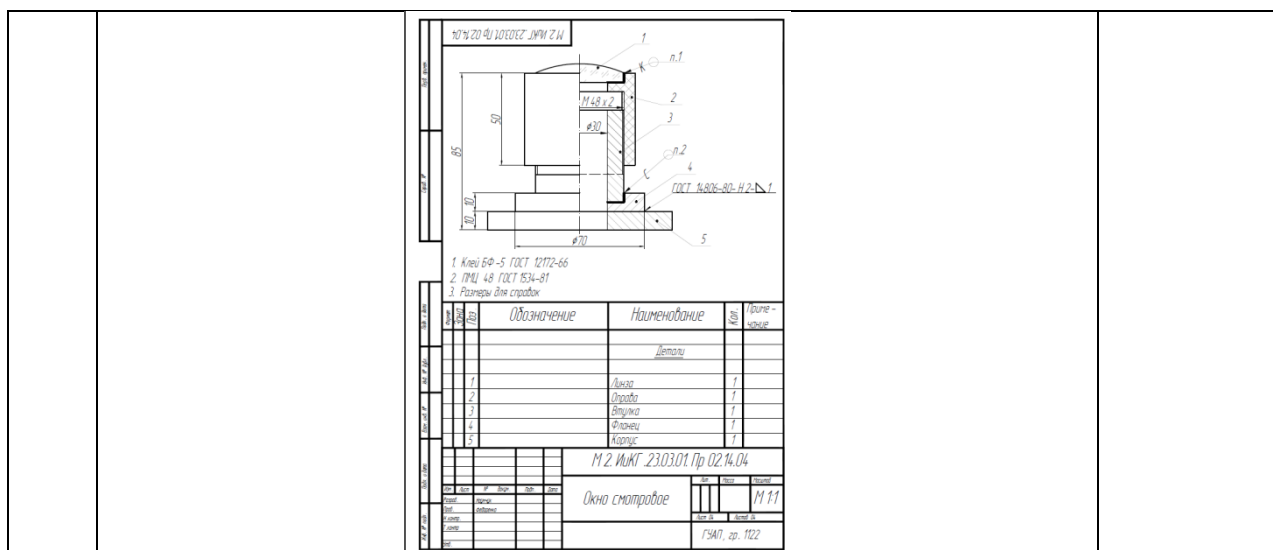 М 2. ИиКГ .23.03.01. Пр 02.14.04
1
К
п.1
2
М 48 x 2
3
50
⌀30
85
п.2
4
ГОСТ 14806-80- Н 2-◺ 1
10
10
5
⌀70
1. Клей БФ -5 ГОСТ 12172-66
2. ПМЦ 48 ГОСТ 1534-81
3. Размеры для справок
Поз Обозначение Наименование Кол. Приме - чание
Детали
1 Линза 1
2 Оправа 1
3 Втулка 1
4 Фланец 1
5 Корпус 1
М 2. ИиКГ .23.03.01. Пр 02.14.04
Лит. Масса Масштаб
Окно смотровое
М 1:1
Лист 04 Листов 04
ГУАП, гр. 1122